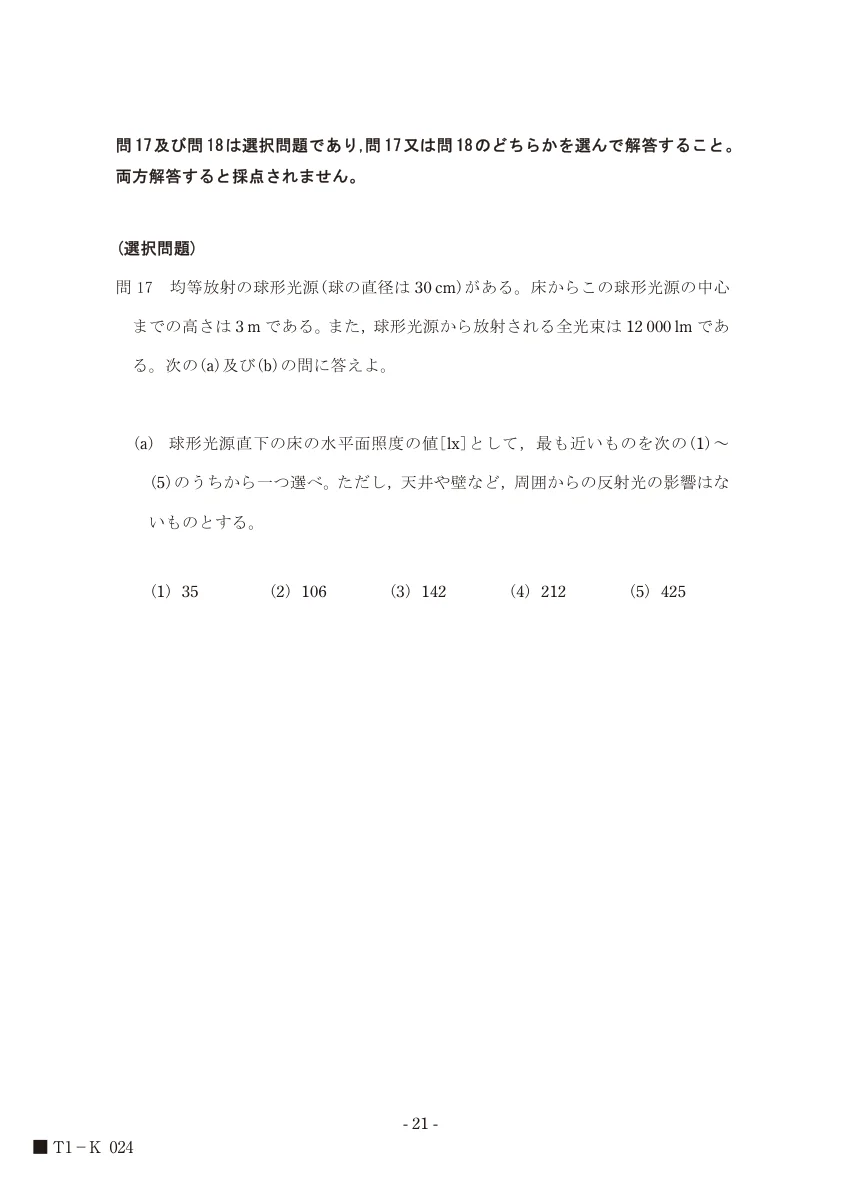 問17及び問18は選択問題であり,問17又は問18のどちらかを選んで解答すること。
両方解答すると採点されません。
(選択問題)
問17 均等放射の球形光源(球の直径は 30 cm)がある。床からこの球形光源の中心
までの高さは 3 m である。また, 球形光源から放射される全光束は 12 000 lm であ
る。次の(a)及び(b)の問に答えよ。
(a) 球形光源直下の床の水平面照度の値[lx]として, 最も近いものを次の(1)~
(5)のうちから一つ選べ。ただし, 天井や壁など, 周囲からの反射光の影響はな
いものとする。
(1) 35 (2) 106 (3) 142 (4) 212 (5) 425
- 21 -
■ T1-K 024